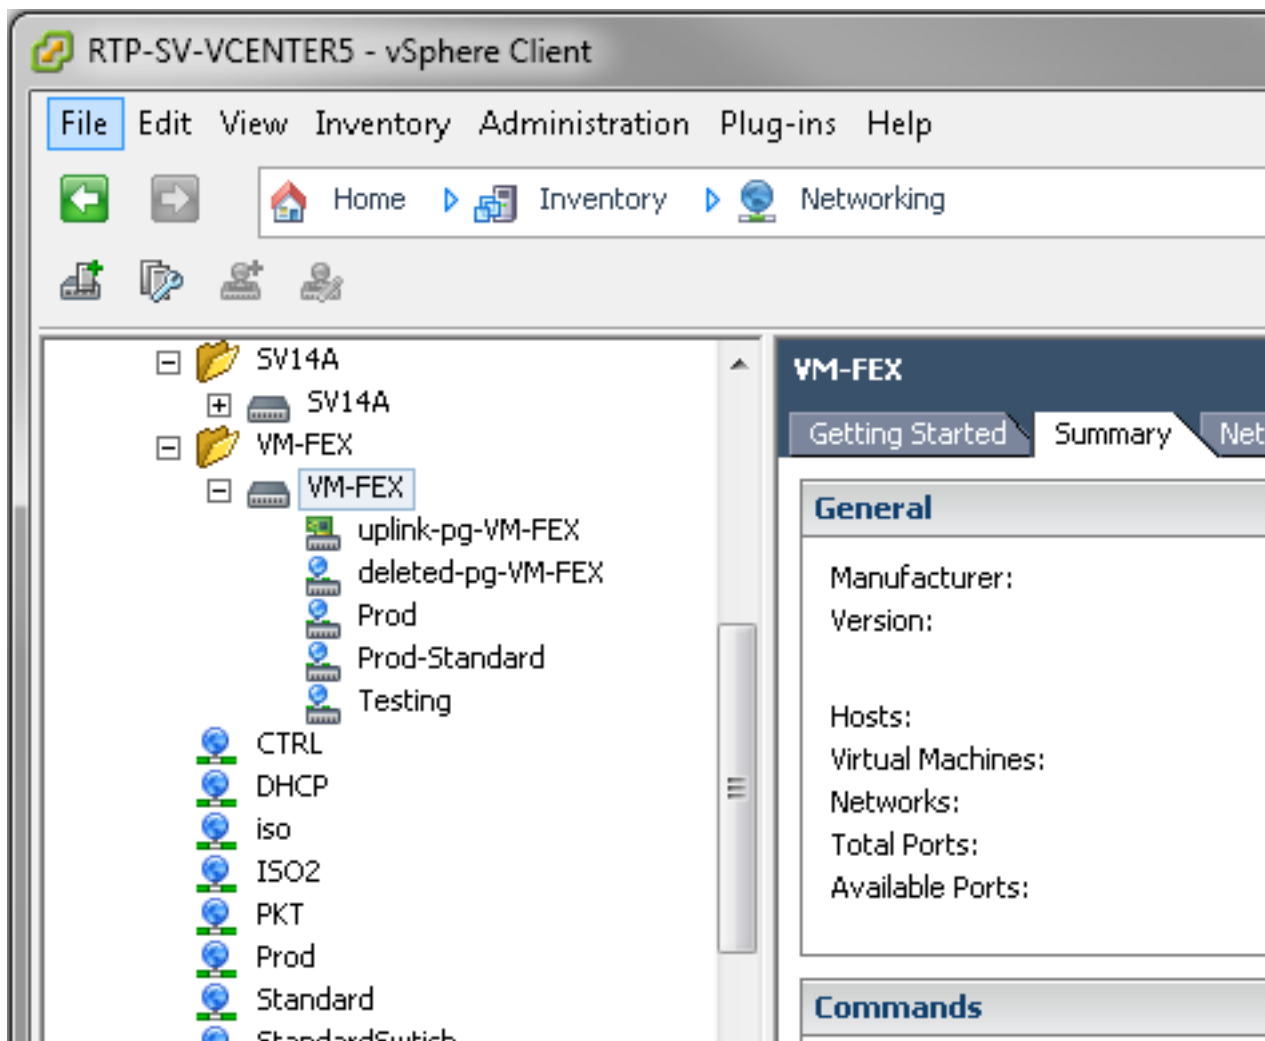 RTP-SV-VCENTER5 - vSphere Client
File Edit View Inventory Administration Plug-ins Help
Home Inventory Networking
SV14A
SV14A
VM-FEX
VM-FEX
uplink-pg-VM-FEX
deleted-pg-VM-FEX
Prod
Prod-Standard
Testing
CTRL
DHCP
iso
ISO2
PKT
Prod
Standard
StandardSwtich
VM-FEX
Getting Started Summary Net
General
Manufacturer:
Version:
Hosts:
Virtual Machines:
Networks:
Total Ports:
Available Ports:
Commands